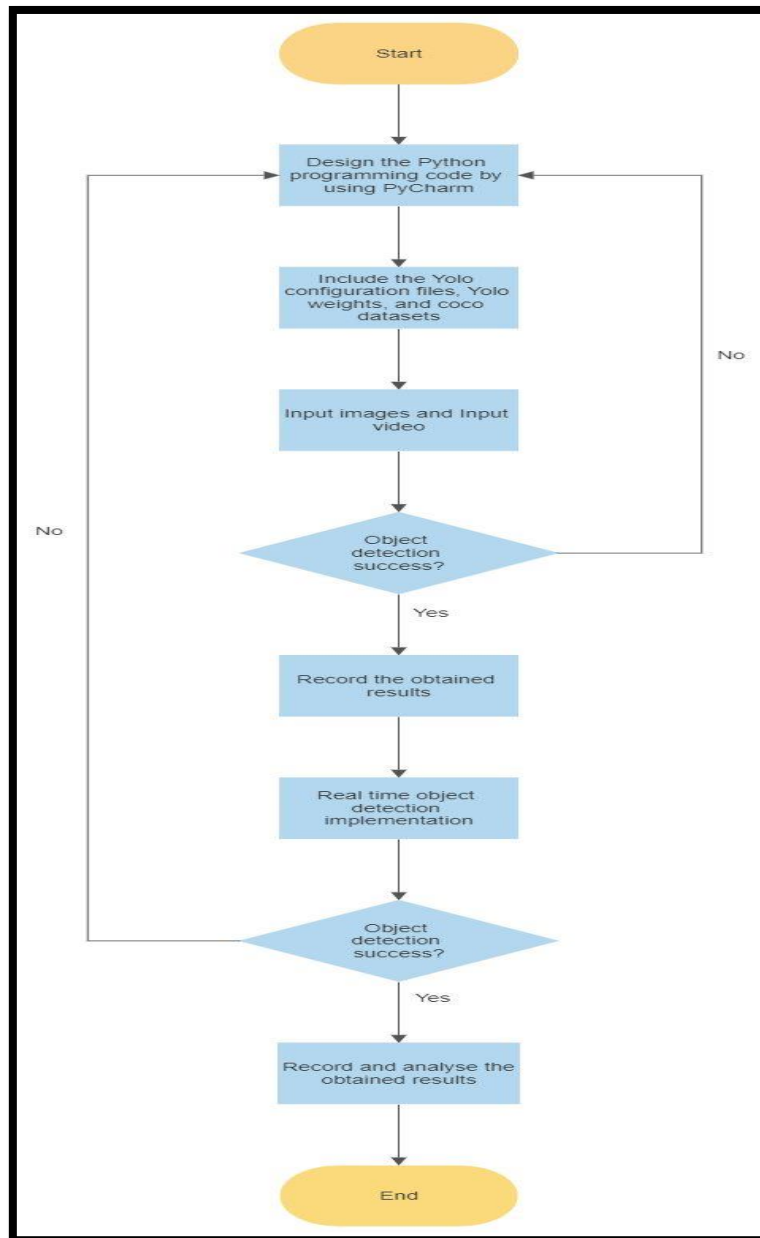 Start
Design the Python
programming code by
using PyCharm
Include the Yolo
configuration files, Yolo
weights, and coco
datasets
No
Input images and Input
video
No
Object
detection
success?
Yes
Record the obtained
results
Real time object
detection
implementation
Object
detection
success?
Yes
Record and analyse the
obtained results
End